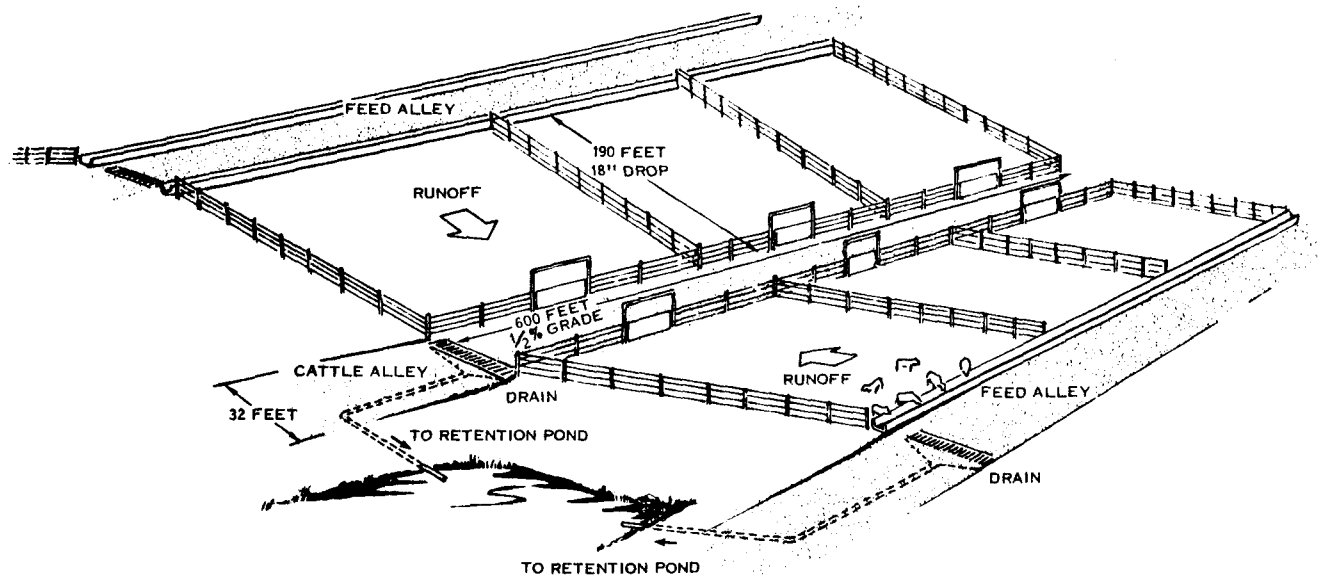 FEED ALLEY
190 FEET
18" DROP
RUNOFF
600 FEET
1/2% GRADE
CATTLE ALLEY
DRAIN
RUNOFF
FEED ALLEY
32 FEET
TO RETENTION POND
DRAIN
TO RETENTION POND